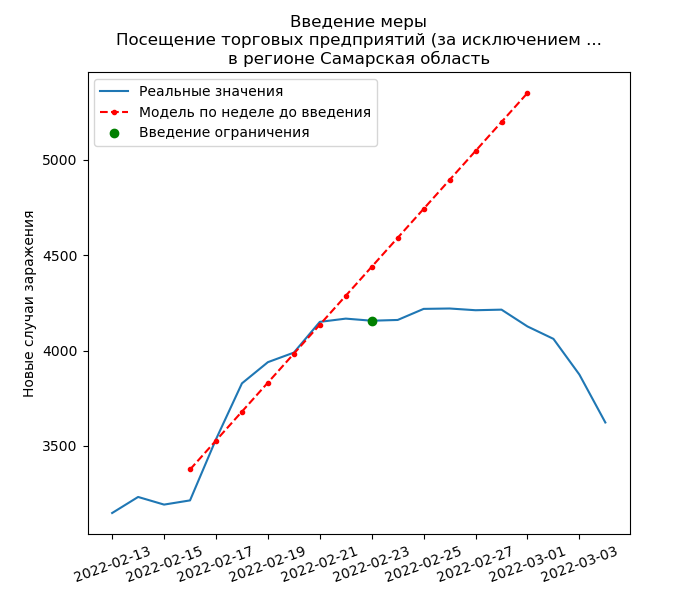 Введение меры
Посещение торговых предприятий (за исключением ...
в регионе Самарская область
Реальные значения
Модель по неделе до введения
Введение ограничения
Новые случаи заражения
5000
4500
4000
3500
2022-02-13
2022-02-15
2022-02-17
2022-02-19
2022-02-21
2022-02-23
2022-02-25
2022-02-27
2022-03-01
2022-03-03